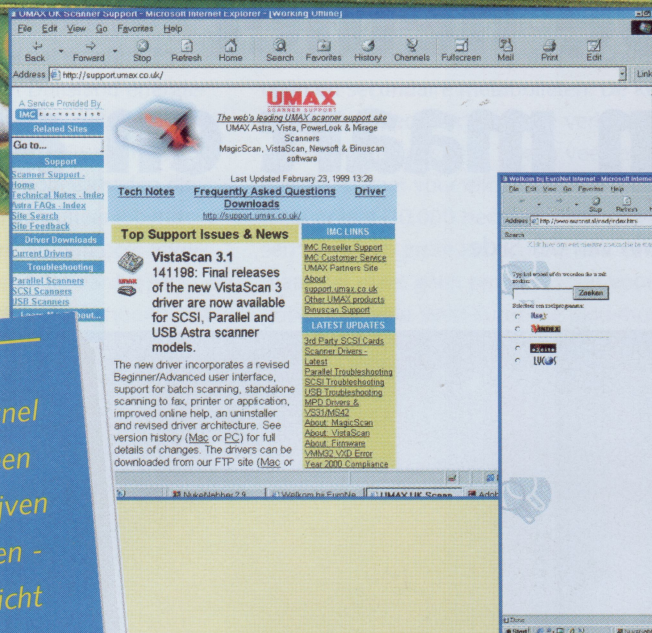 UMAX UK Scanner Support - Microsoft Internet Explorer - [Working Offline]
File Edit View Go Favorites Help
Back Forward Stop Refresh Home Search Favorites History Channels Fullscreen Mail Print Edit
Address http://support.umax.co.uk/
A Service Provided By
IMC
Related Sites
Go to...
Support
Scanner Support -
Home
Technical Notes - Index
Astra FAQs - Index
Site Search
Site Feedback
Driver Downloads
Current Drivers
Troubleshooting
Parallel Scanners
SCSI Scanners
USB Scanners
UMAX
SCANNER SUPPORT
The web's leading UMAX scanner support site
UMAX Astra, Vista, PowerLook & Mirage
Scanners
MagicScan, VistaScan, Newsoft & Binuscan
software
Last Updated February 23, 1999 13:28
Tech Notes Frequently Asked Questions Driver
Downloads
http://support.umax.co.uk/
Top Support Issues & News
UMAX
VistaScan 3.1
141198: Final releases
of the new VistaScan 3
driver are now available
for SCSI, Parallel and
USB Astra scanner
models.
The new driver incorporates a revised
Beginner/Advanced user interface,
support for batch scanning, standalone
scanning to fax, printer or application,
improved online help, an uninstaller
and revised driver architecture. See
version history (Mac or PC) for full
details of changes. The drivers can be
downloaded from our FTP site (Mac or
IMC LINKS
IMC Reseller Support
IMC Customer Service
UMAX Partners Site
About
support.umax.co.uk
Other UMAX products
Binuscan Support
LATEST UPDATES
3rd Party SCSI Cards
Scanner Drivers -
Latest
Parallel Troubleshooting
SCSI Troubleshooting
USB Troubleshooting
MPD Drivers &
VS31/MS42
About: MagicScan
About: VistaScan
About: Firmware
VMM32 VXD Error
Year 2000 Compliance
NukeNabber 2.9 Welkom bij EuroNe UMAX UK Scann Adob
Welkom bij EuroNet Internet - Microsoft Interne
File Edit View Go Favorites Help
Stop Refresh
Address
Search
Zoeken
EXCITE
LYCOS
Done
Start
nel
en
jven
en -
icht